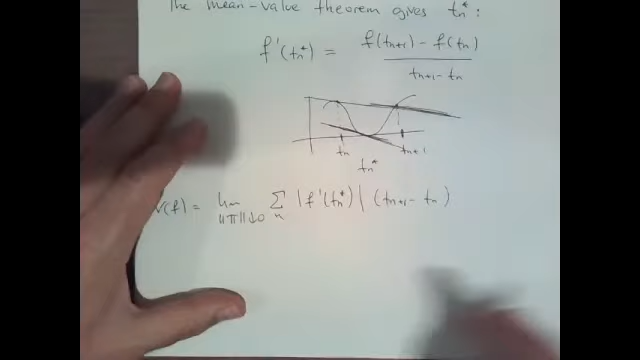 The mean-value theorem gives tn*:
f'(tn*) = f(tn+1) - f(tn) / tn+1 - tn
tn tn+1
tn*
V(f) = lim ||Π||↓0 Σn |f'(tn*)| (tn+1 - tn)